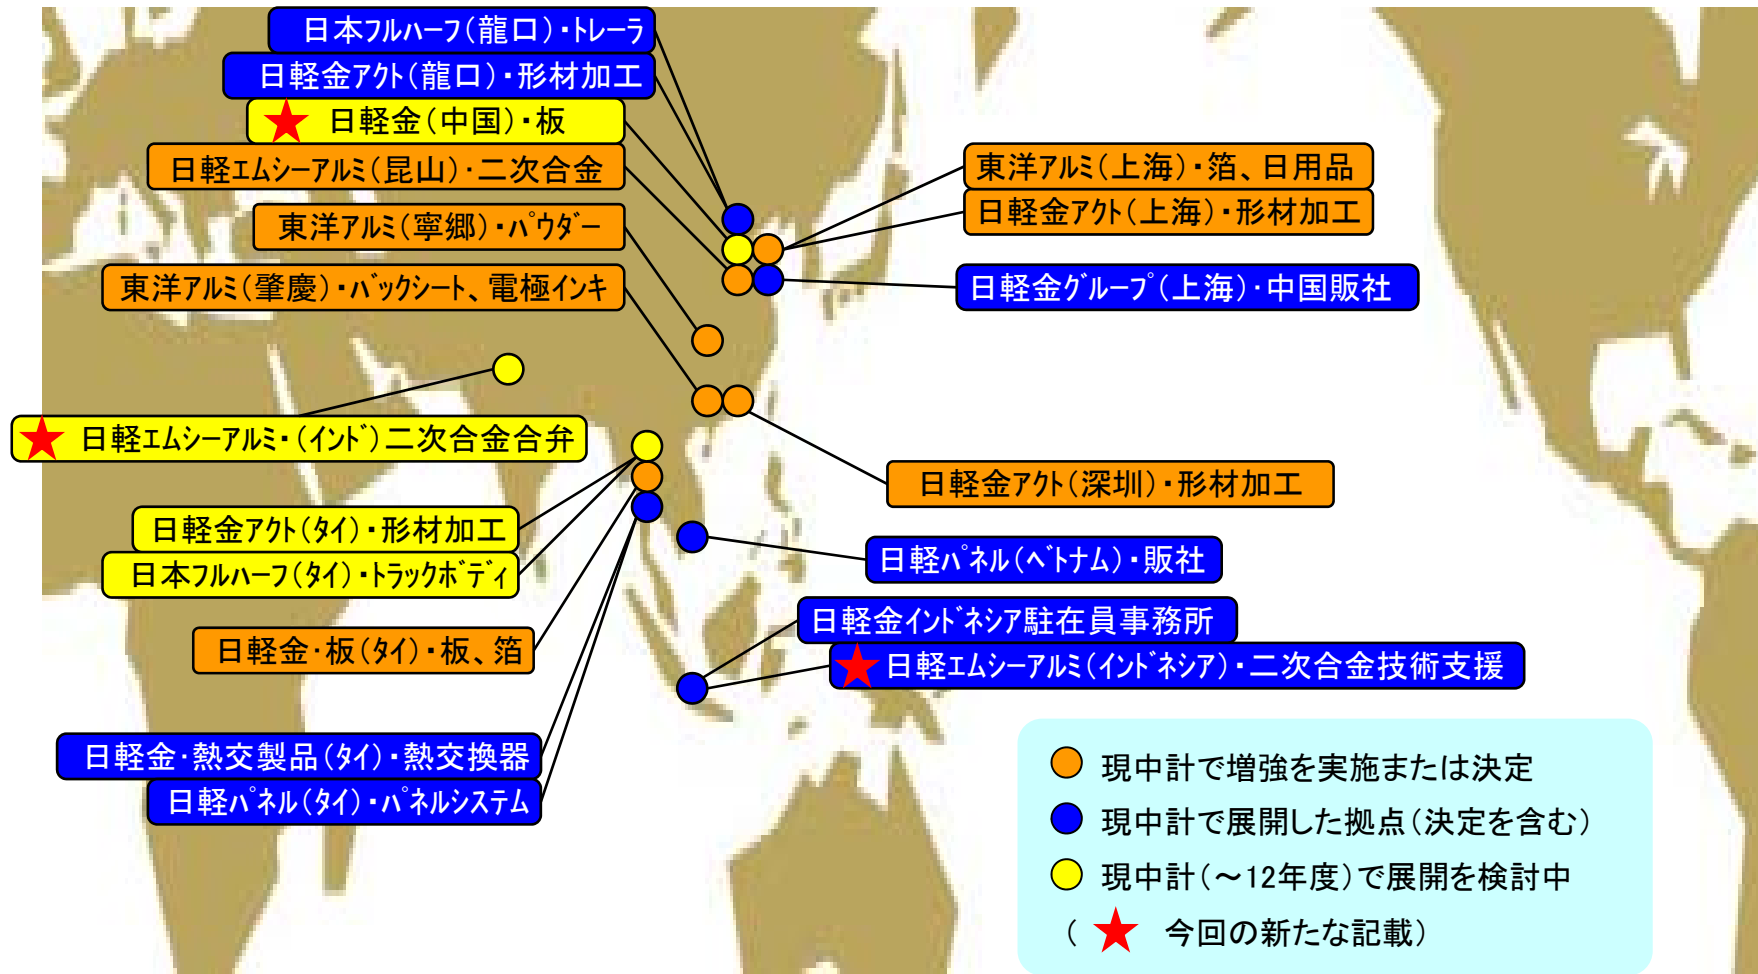 日本フルハーフ(龍口)・トレーラ
日軽金アクト(龍口)・形材加工
★ 日軽金(中国)・板
日軽エムシーアルミ(昆山)・二次合金
東洋アルミ(寧郷)・パウダー
東洋アルミ(肇慶)・バックシート、電極インキ
東洋アルミ(上海)・箔、日用品
日軽金アクト(上海)・形材加工
日軽金グループ(上海)・中国販社
★ 日軽エムシーアルミ・(インド)二次合金合弁
日軽金アクト(深圳)・形材加工
日軽金アクト(タイ)・形材加工
日本フルハーフ(タイ)・トラックボディ
日軽パネル(ベトナム)・販社
日軽金・板(タイ)・板、箔
日軽金インドネシア駐在員事務所
★日軽エムシーアルミ(インドネシア)・二次合金技術支援
日軽金・熱交製品(タイ)・熱交換器
日軽パネル(タイ)・パネルシステム
現中計で増強を実施または決定
現中計で展開した拠点(決定を含む)
現中計(～12年度)で展開を検討中
(★ 今回の新たな記載)